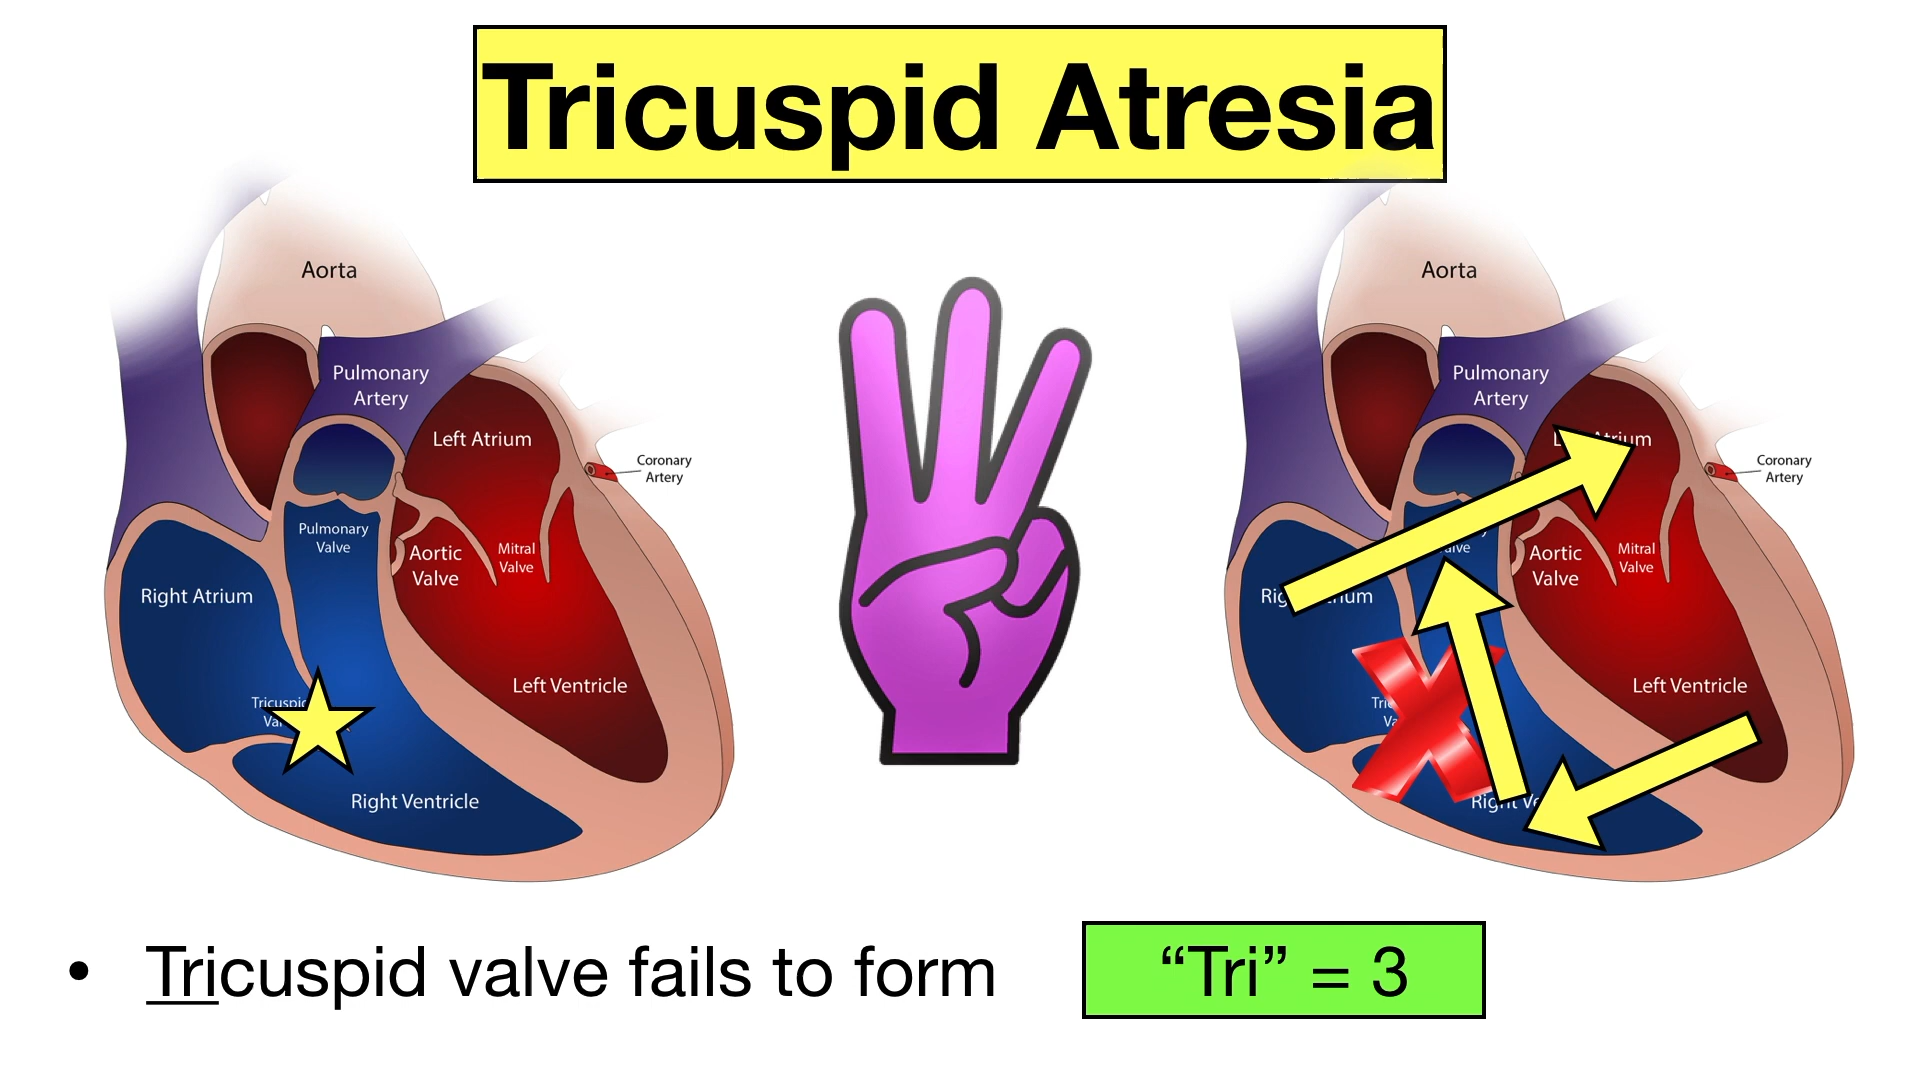 Tricuspid Atresia
Aorta
Pulmonary
Artery
Left Atrium
Coronary
Artery
Pulmonary
Valve
Aortic
Valve
Mitral
Valve
Right Atrium
Left Ventricle
Right Ventricle
Aorta
Pulmonary
Artery
Coronary
Artery
Aortic
Valve
Mitral
Valve
Left Ventricle
• Tricuspid valve fails to form
“Tri” = 3